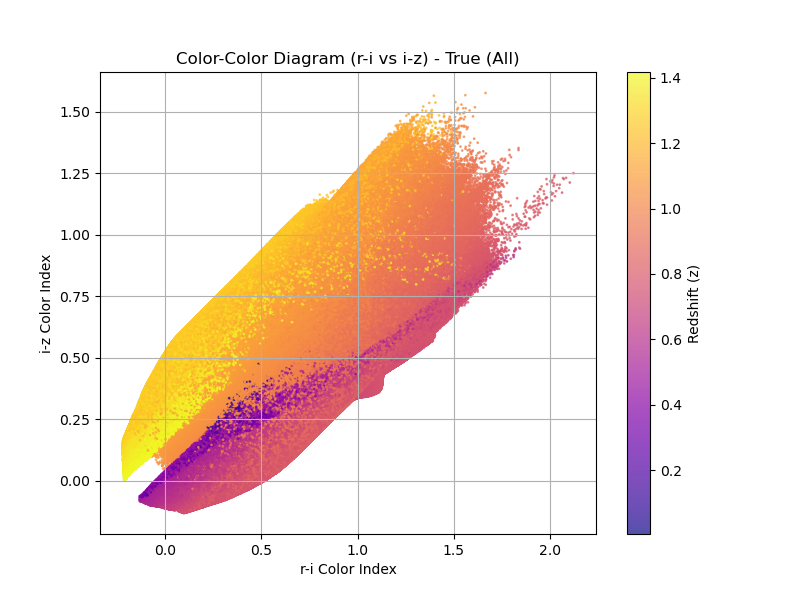 Color-Color Diagram (r-i vs i-z) - True (All)
i-z Color Index
1.50
1.25
1.00
0.75
0.50
0.25
0.00
0.0 0.5 1.0 1.5 2.0
r-i Color Index
1.4
1.2
1.0
0.8
0.6
0.4
0.2
Redshift (z)